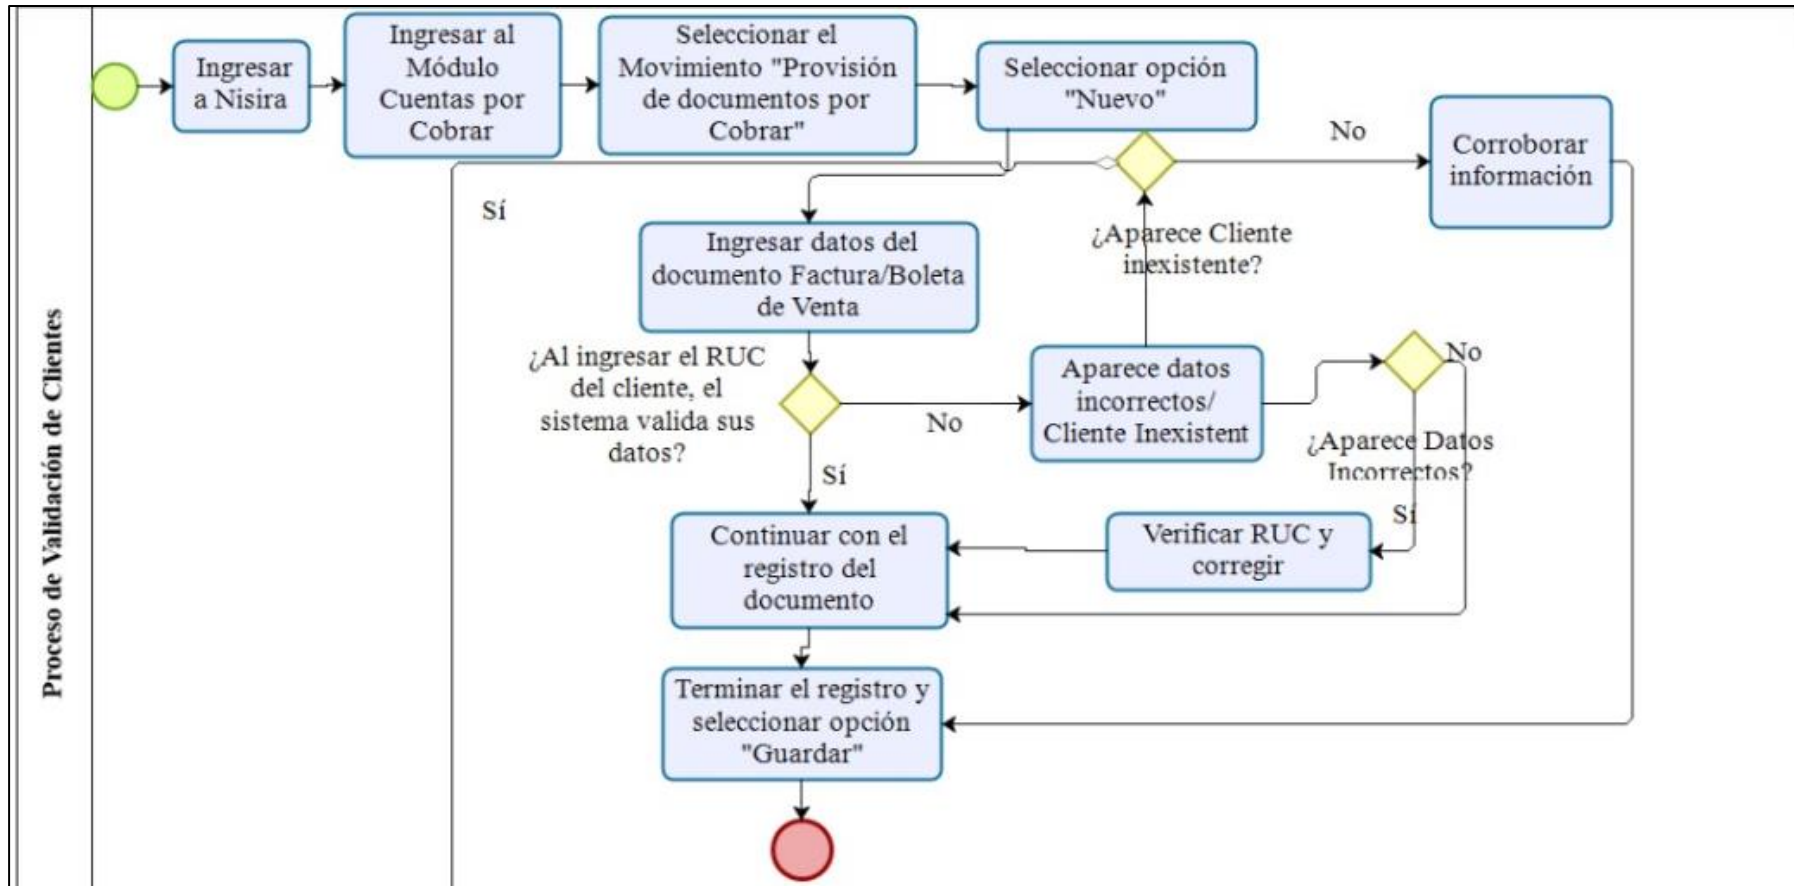 Proceso de Validación de Clientes
Ingresar
a Nisira
Ingresar al
Módulo
Cuentas por
Cobrar
Seleccionar el
Movimiento "Provisión
de documentos por
Cobrar"
Seleccionar opción
"Nuevo"
No
Corroborar
información
Sí
¿Aparece Cliente
inexistente?
Ingresar datos del
documento Factura/Boleta
de Venta
¿Al ingresar el RUC
del cliente, el
sistema valida sus
datos?
No
Aparece datos
incorrectos/
Cliente Inexistent
No
¿Aparece Datos
Incorrectos?
Sí
Sí
Continuar con el
registro del
documento
Verificar RUC y
corregir
Terminar el registro y
seleccionar opción
"Guardar"